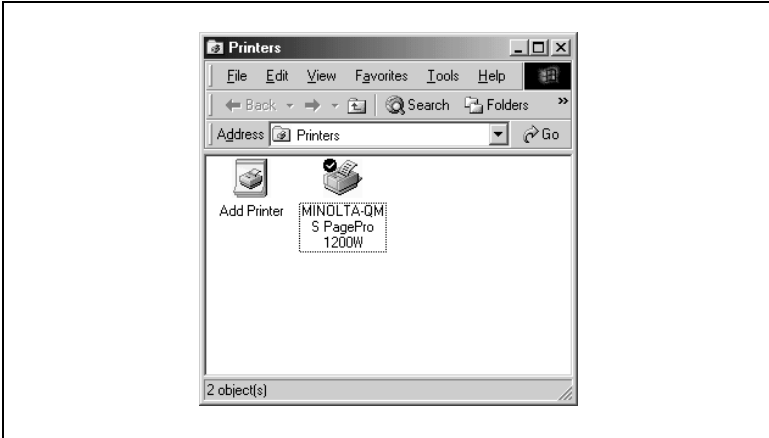 Printers
File Edit View Favorites Tools Help
Back Search Folders »
Address Printers Go
Add Printer
MINOLTA-QM
S PagePro
1200W
2 object(s)